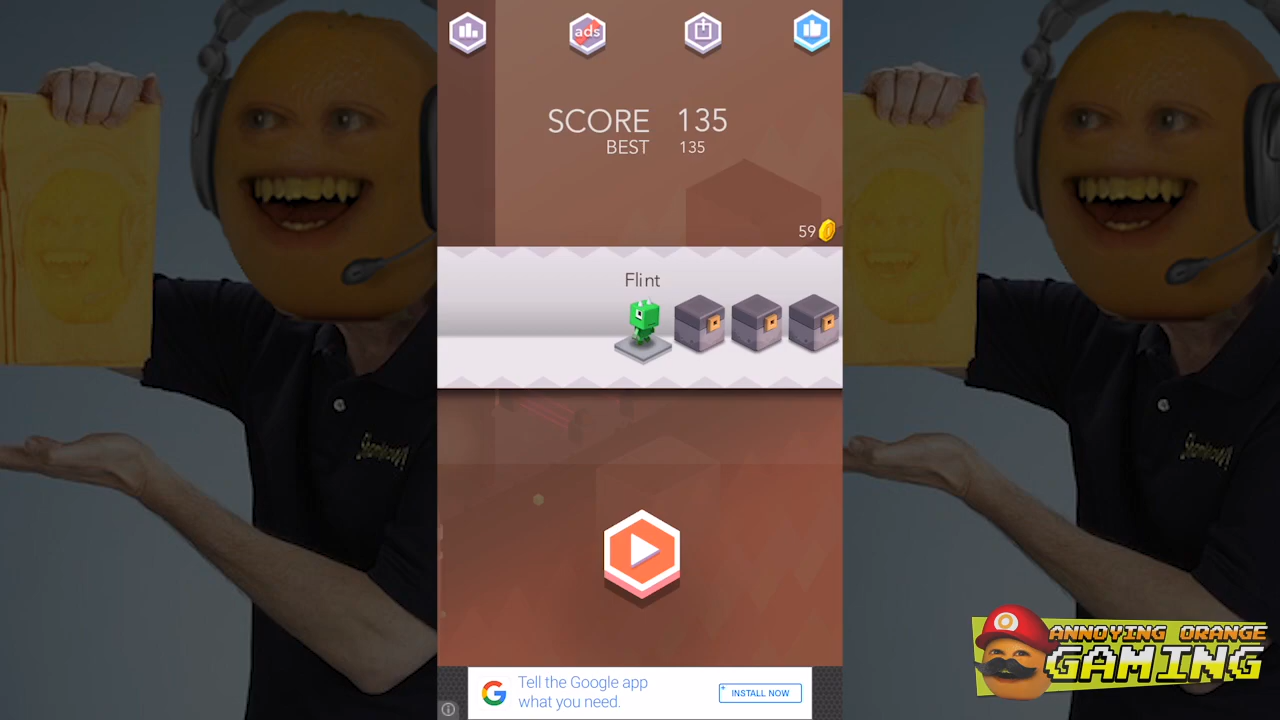 ads
SCORE 135
BEST 135
59
Flint
Tell the Google app
what you need.
INSTALL NOW
ANNOYING ORANGE
GAMING